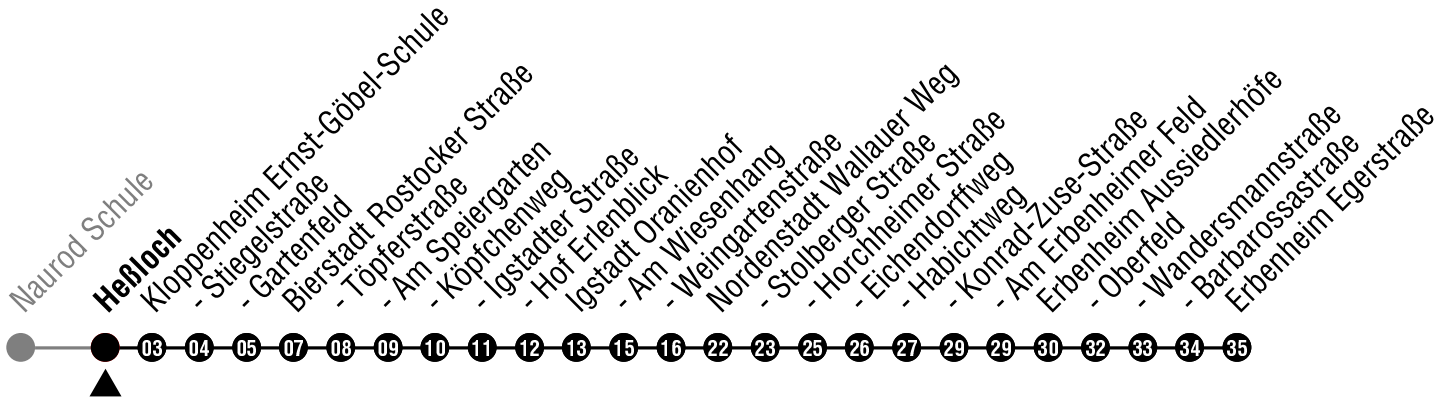 Naurod Schule
Heßloch
Kloppenheim Ernst-Göbel-Schule
- Stiegelstraße
- Gartenfeld
Bierstadt Rostocker Straße
- Töpferstraße
- Am Speiergarten
- Köpfchenweg
- Igstadter Straße
- Hof Erlenblick
Igstadt Oranienhof
- Am Wiesenhang
- Weingartenstraße
Nordenstadt Wallauer Weg
- Stolberger Straße
- Horchheimer Straße
- Eichendorffweg
- Habichtweg
- Konrad-Zuse-Straße
- Am Erbenheimer Feld
Erbenheim Aussiedlerhöfe
- Oberfeld
- Wandersmannstraße
- Barbarossastraße
Erbenheim Egerstraße
03 04 05 07 08 09 10 11 12 13 15 16 22 23 25 26 27 29 29 30 32 33 34 35